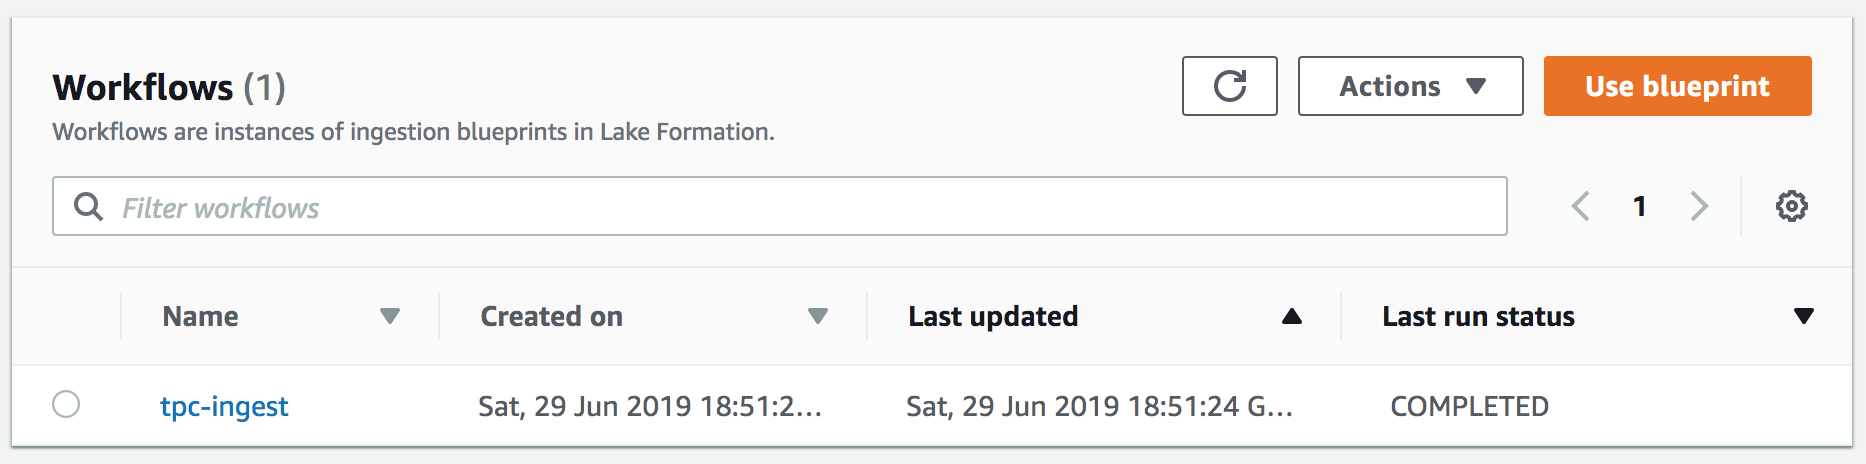 Workflows (1)
Actions
Use blueprint
Workflows are instances of ingestion blueprints in Lake Formation.
Filter workflows
1
Name
Created on
Last updated
Last run status
tpc-ingest
Sat, 29 Jun 2019 18:51:2...
Sat, 29 Jun 2019 18:51:24 G...
COMPLETED